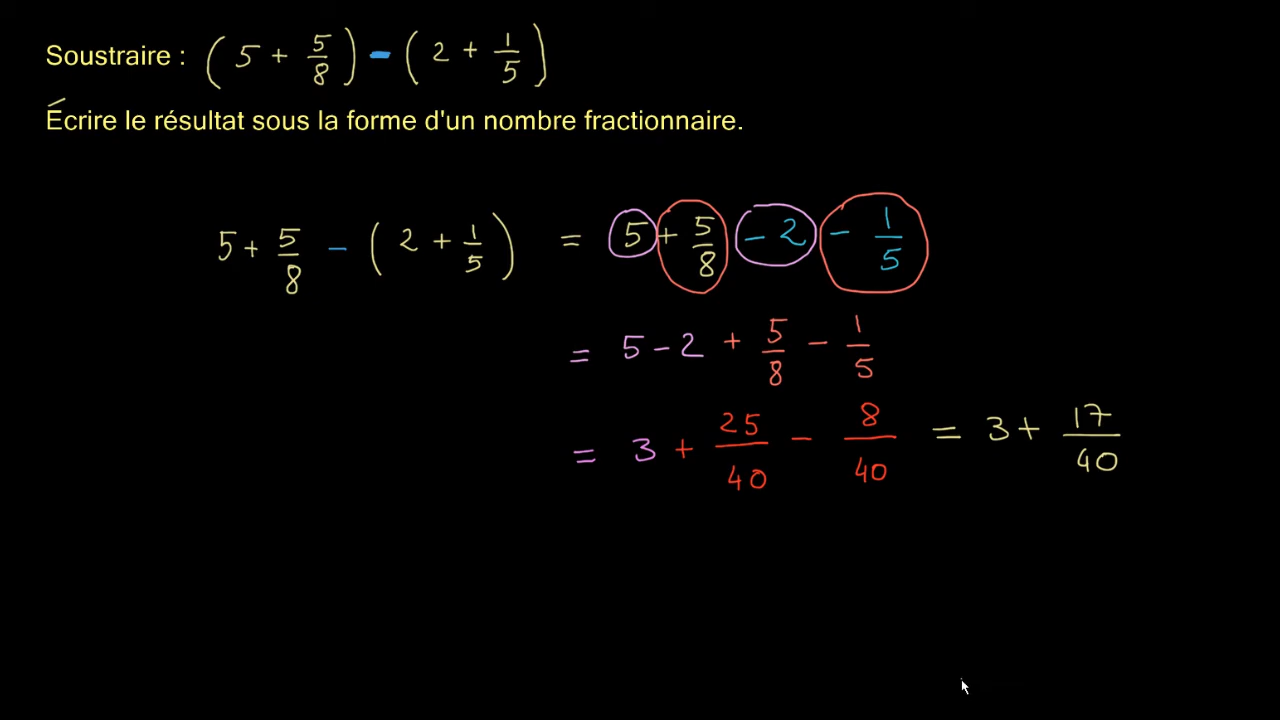 Soustraire : (5 + 5/8) - (2 + 1/5)
Écrire le résultat sous la forme d'un nombre fractionnaire.
5 + 5/8 - (2 + 1/5) = 5 + 5/8 - 2 - 1/5
= 5 - 2 + 5/8 - 1/5
= 3 + 25/40 - 8/40 = 3 + 17/40